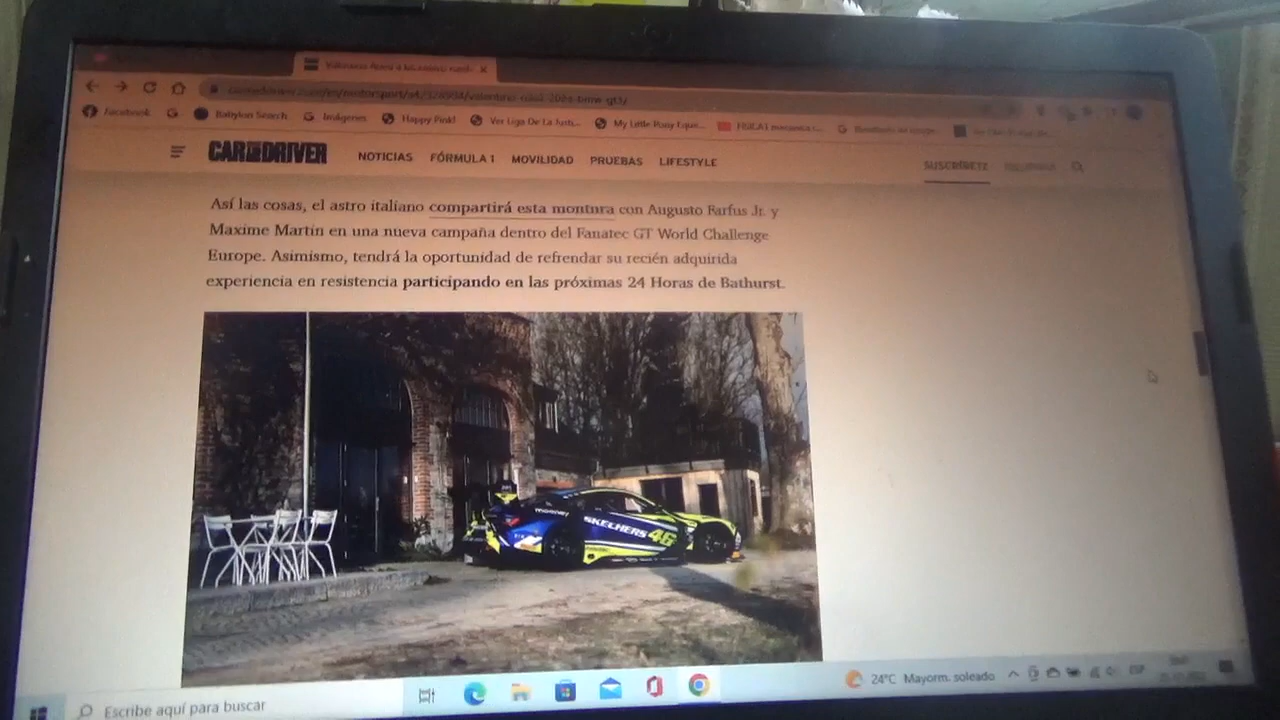 Facebook
Babylon Search
Imágenes
Happy Pink!
Ver Liga De La Justi...
My Little Pony Eque...
CAR AND DRIVER
NOTICIAS
FÓRMULA 1
MOVILIDAD
PRUEBAS
LIFESTYLE
SUSCRÍBETE
Así las cosas, el astro italiano compartirá esta montura con Augusto Farfus Jr. y
Maxime Martin en una nueva campaña dentro del Fanatec GT World Challenge
Europe. Asimismo, tendrá la oportunidad de refrendar su recién adquirida
experiencia en resistencia participando en las próximas 24 Horas de Bathurst.
SKECHERS 46
Escribe aquí para buscar
24°C Mayorm. soleado